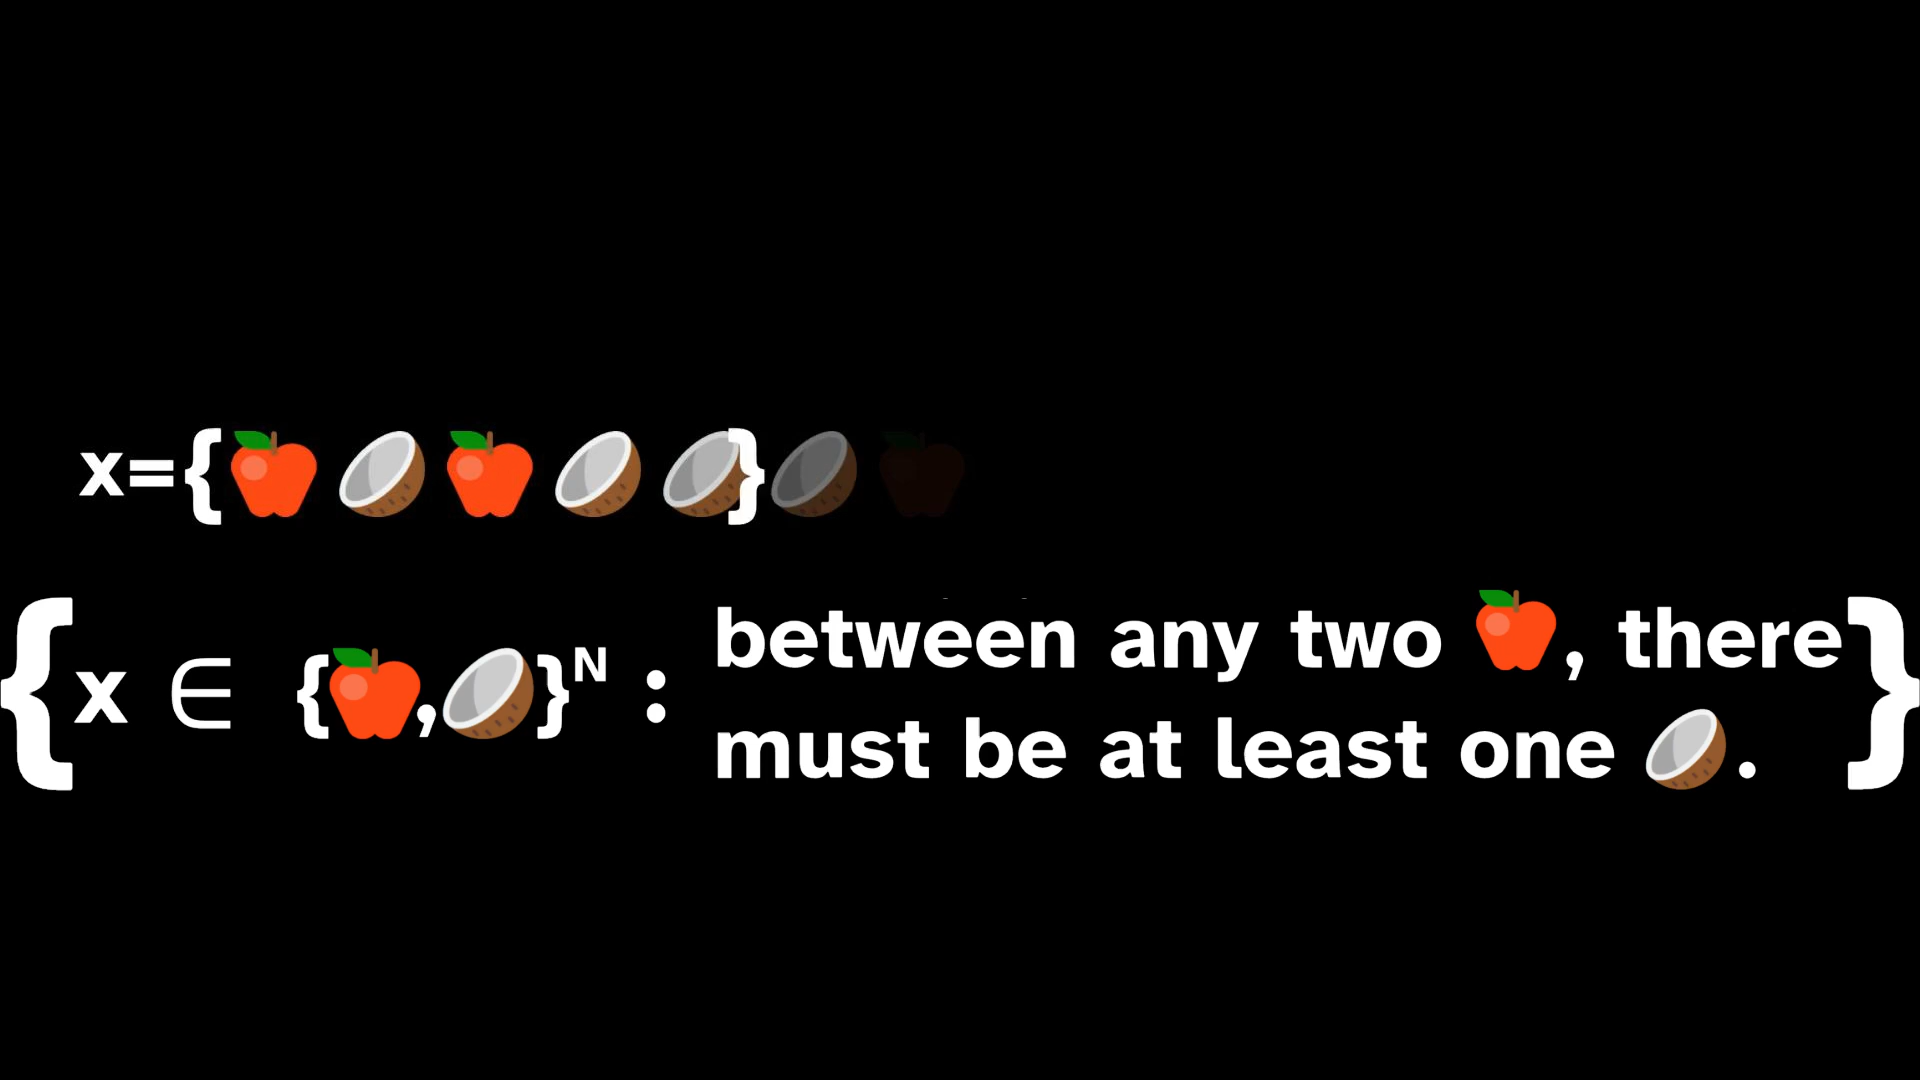 x={🍎🥥🍎🥥🥥}🥥🍎
{x ∈ {🍎,🥥}ᴺ : between any two 🍎, there
must be at least one 🥥.}